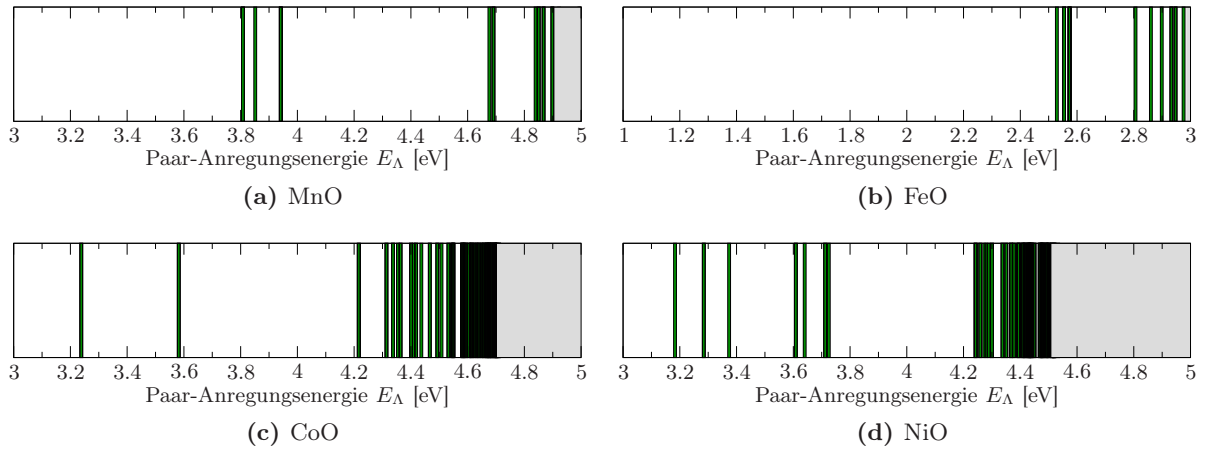 3 3.2 3.4 3.6 3.8 4 4.2 4.4 4.6 4.8 5
Paar-Anregungsenergie E_Λ [eV]
(a) MnO
1 1.2 1.4 1.6 1.8 2 2.2 2.4 2.6 2.8 3
Paar-Anregungsenergie E_Λ [eV]
(b) FeO
3 3.2 3.4 3.6 3.8 4 4.2 4.4 4.6 4.8 5
Paar-Anregungsenergie E_Λ [eV]
(c) CoO
3 3.2 3.4 3.6 3.8 4 4.2 4.4 4.6 4.8 5
Paar-Anregungsenergie E_Λ [eV]
(d) NiO